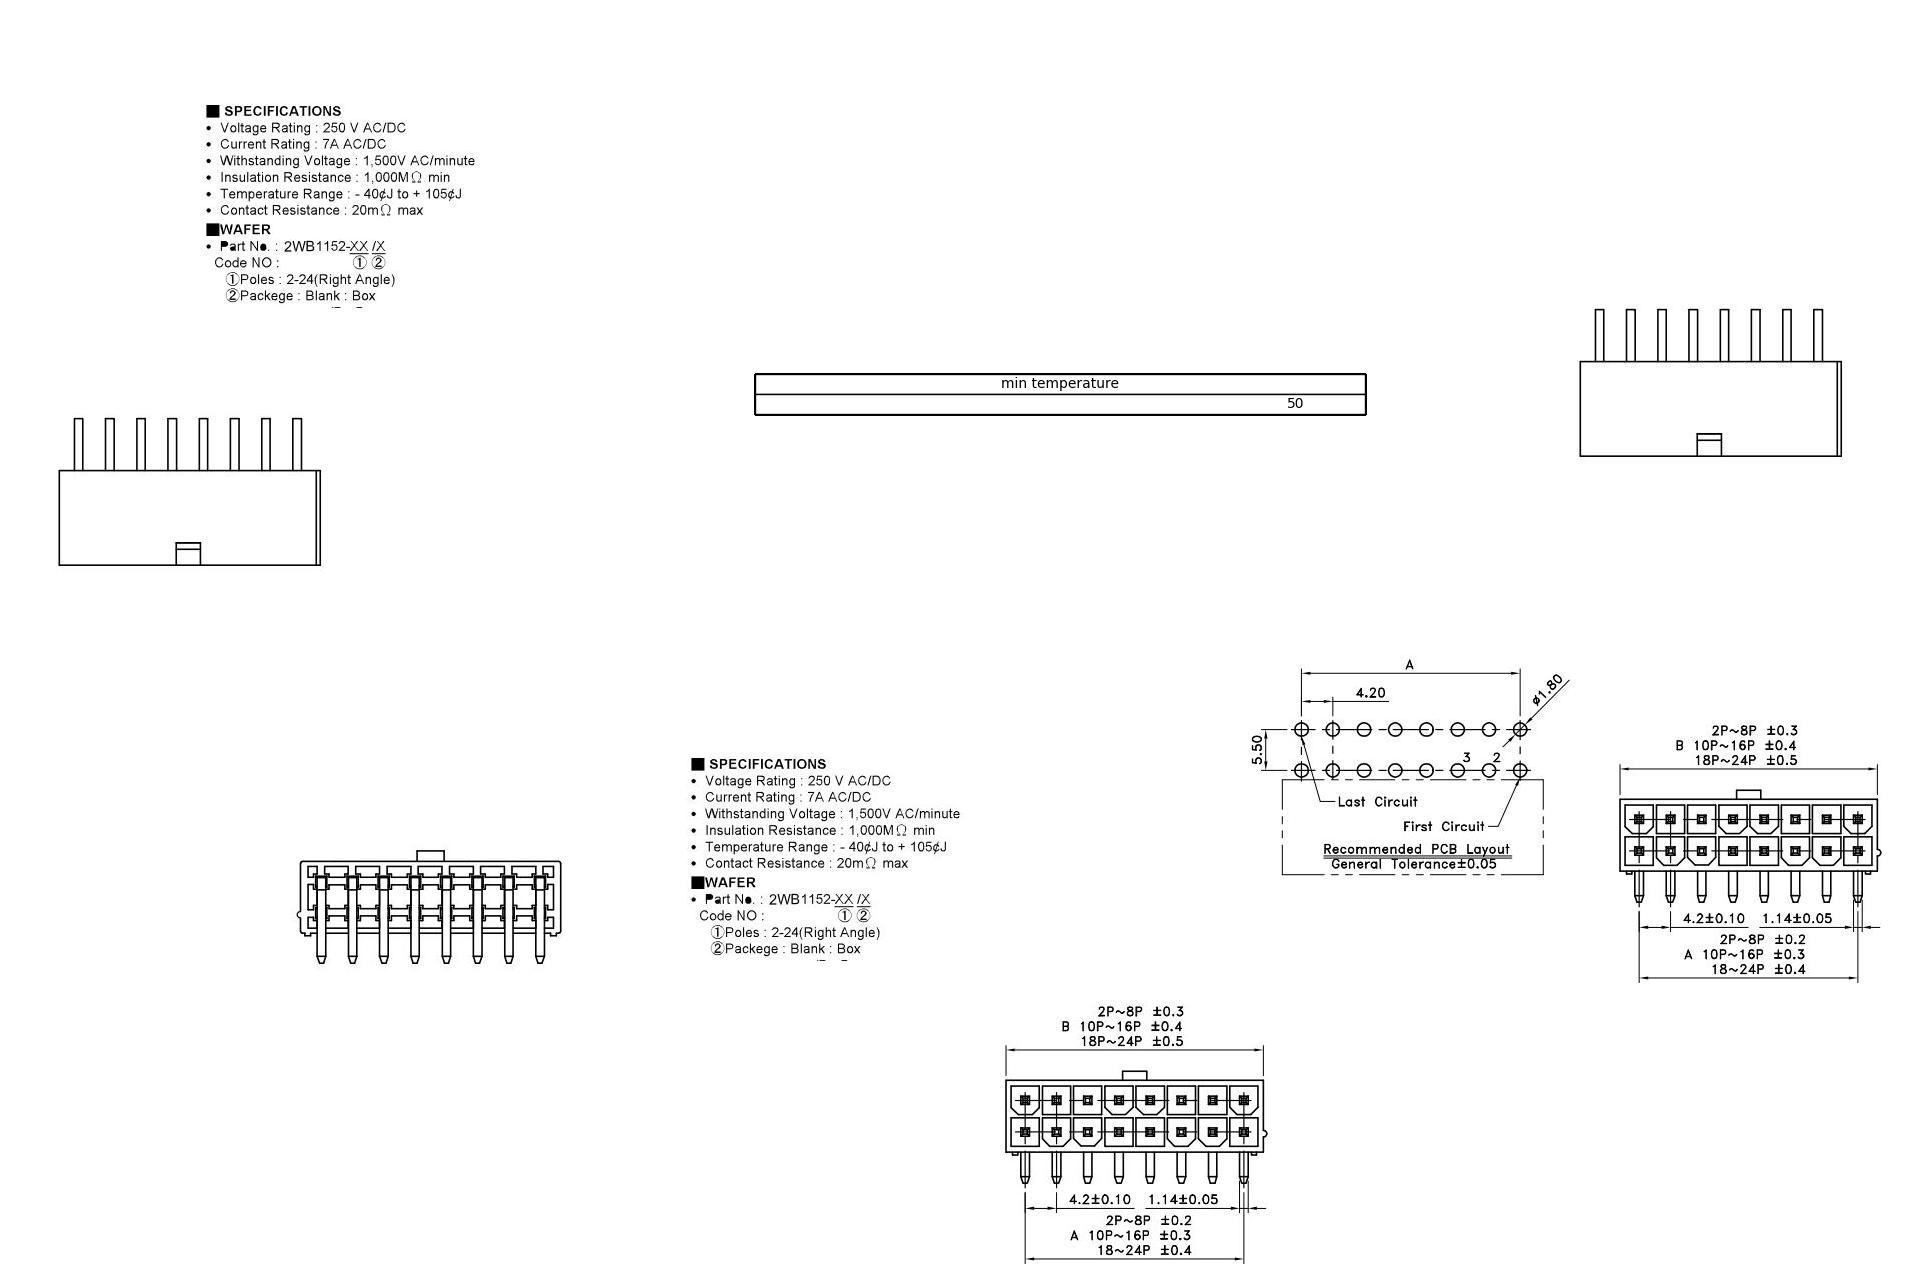 ■ SPECIFICATIONS
• Voltage Rating : 250 V AC/DC
• Current Rating : 7A AC/DC
• Withstanding Voltage : 1,500V AC/minute
• Insulation Resistance : 1,000MΩ min
• Temperature Range : - 40¢J to + 105¢J
• Contact Resistance : 20mΩ max
■WAFER
• Part No. : 2WB1152-XX /X
Code NO : ① ②
①Poles : 2-24(Right Angle)
②Packege : Blank : Box
min temperature
50
A
4.20
ø1.80
5.50
3 2
Last Circuit
First Circuit
Recommended PCB Layout
General Tolerance±0.05
2P~8P ±0.3
B 10P~16P ±0.4
18P~24P ±0.5
4.2±0.10 1.14±0.05
2P~8P ±0.2
A 10P~16P ±0.3
18~24P ±0.4
■ SPECIFICATIONS
• Voltage Rating : 250 V AC/DC
• Current Rating : 7A AC/DC
• Withstanding Voltage : 1,500V AC/minute
• Insulation Resistance : 1,000MΩ min
• Temperature Range : - 40¢J to + 105¢J
• Contact Resistance : 20mΩ max
■WAFER
• Part No. : 2WB1152-XX /X
Code NO : ① ②
①Poles : 2-24(Right Angle)
②Packege : Blank : Box
2P~8P ±0.3
B 10P~16P ±0.4
18P~24P ±0.5
4.2±0.10 1.14±0.05
2P~8P ±0.2
A 10P~16P ±0.3
18~24P ±0.4